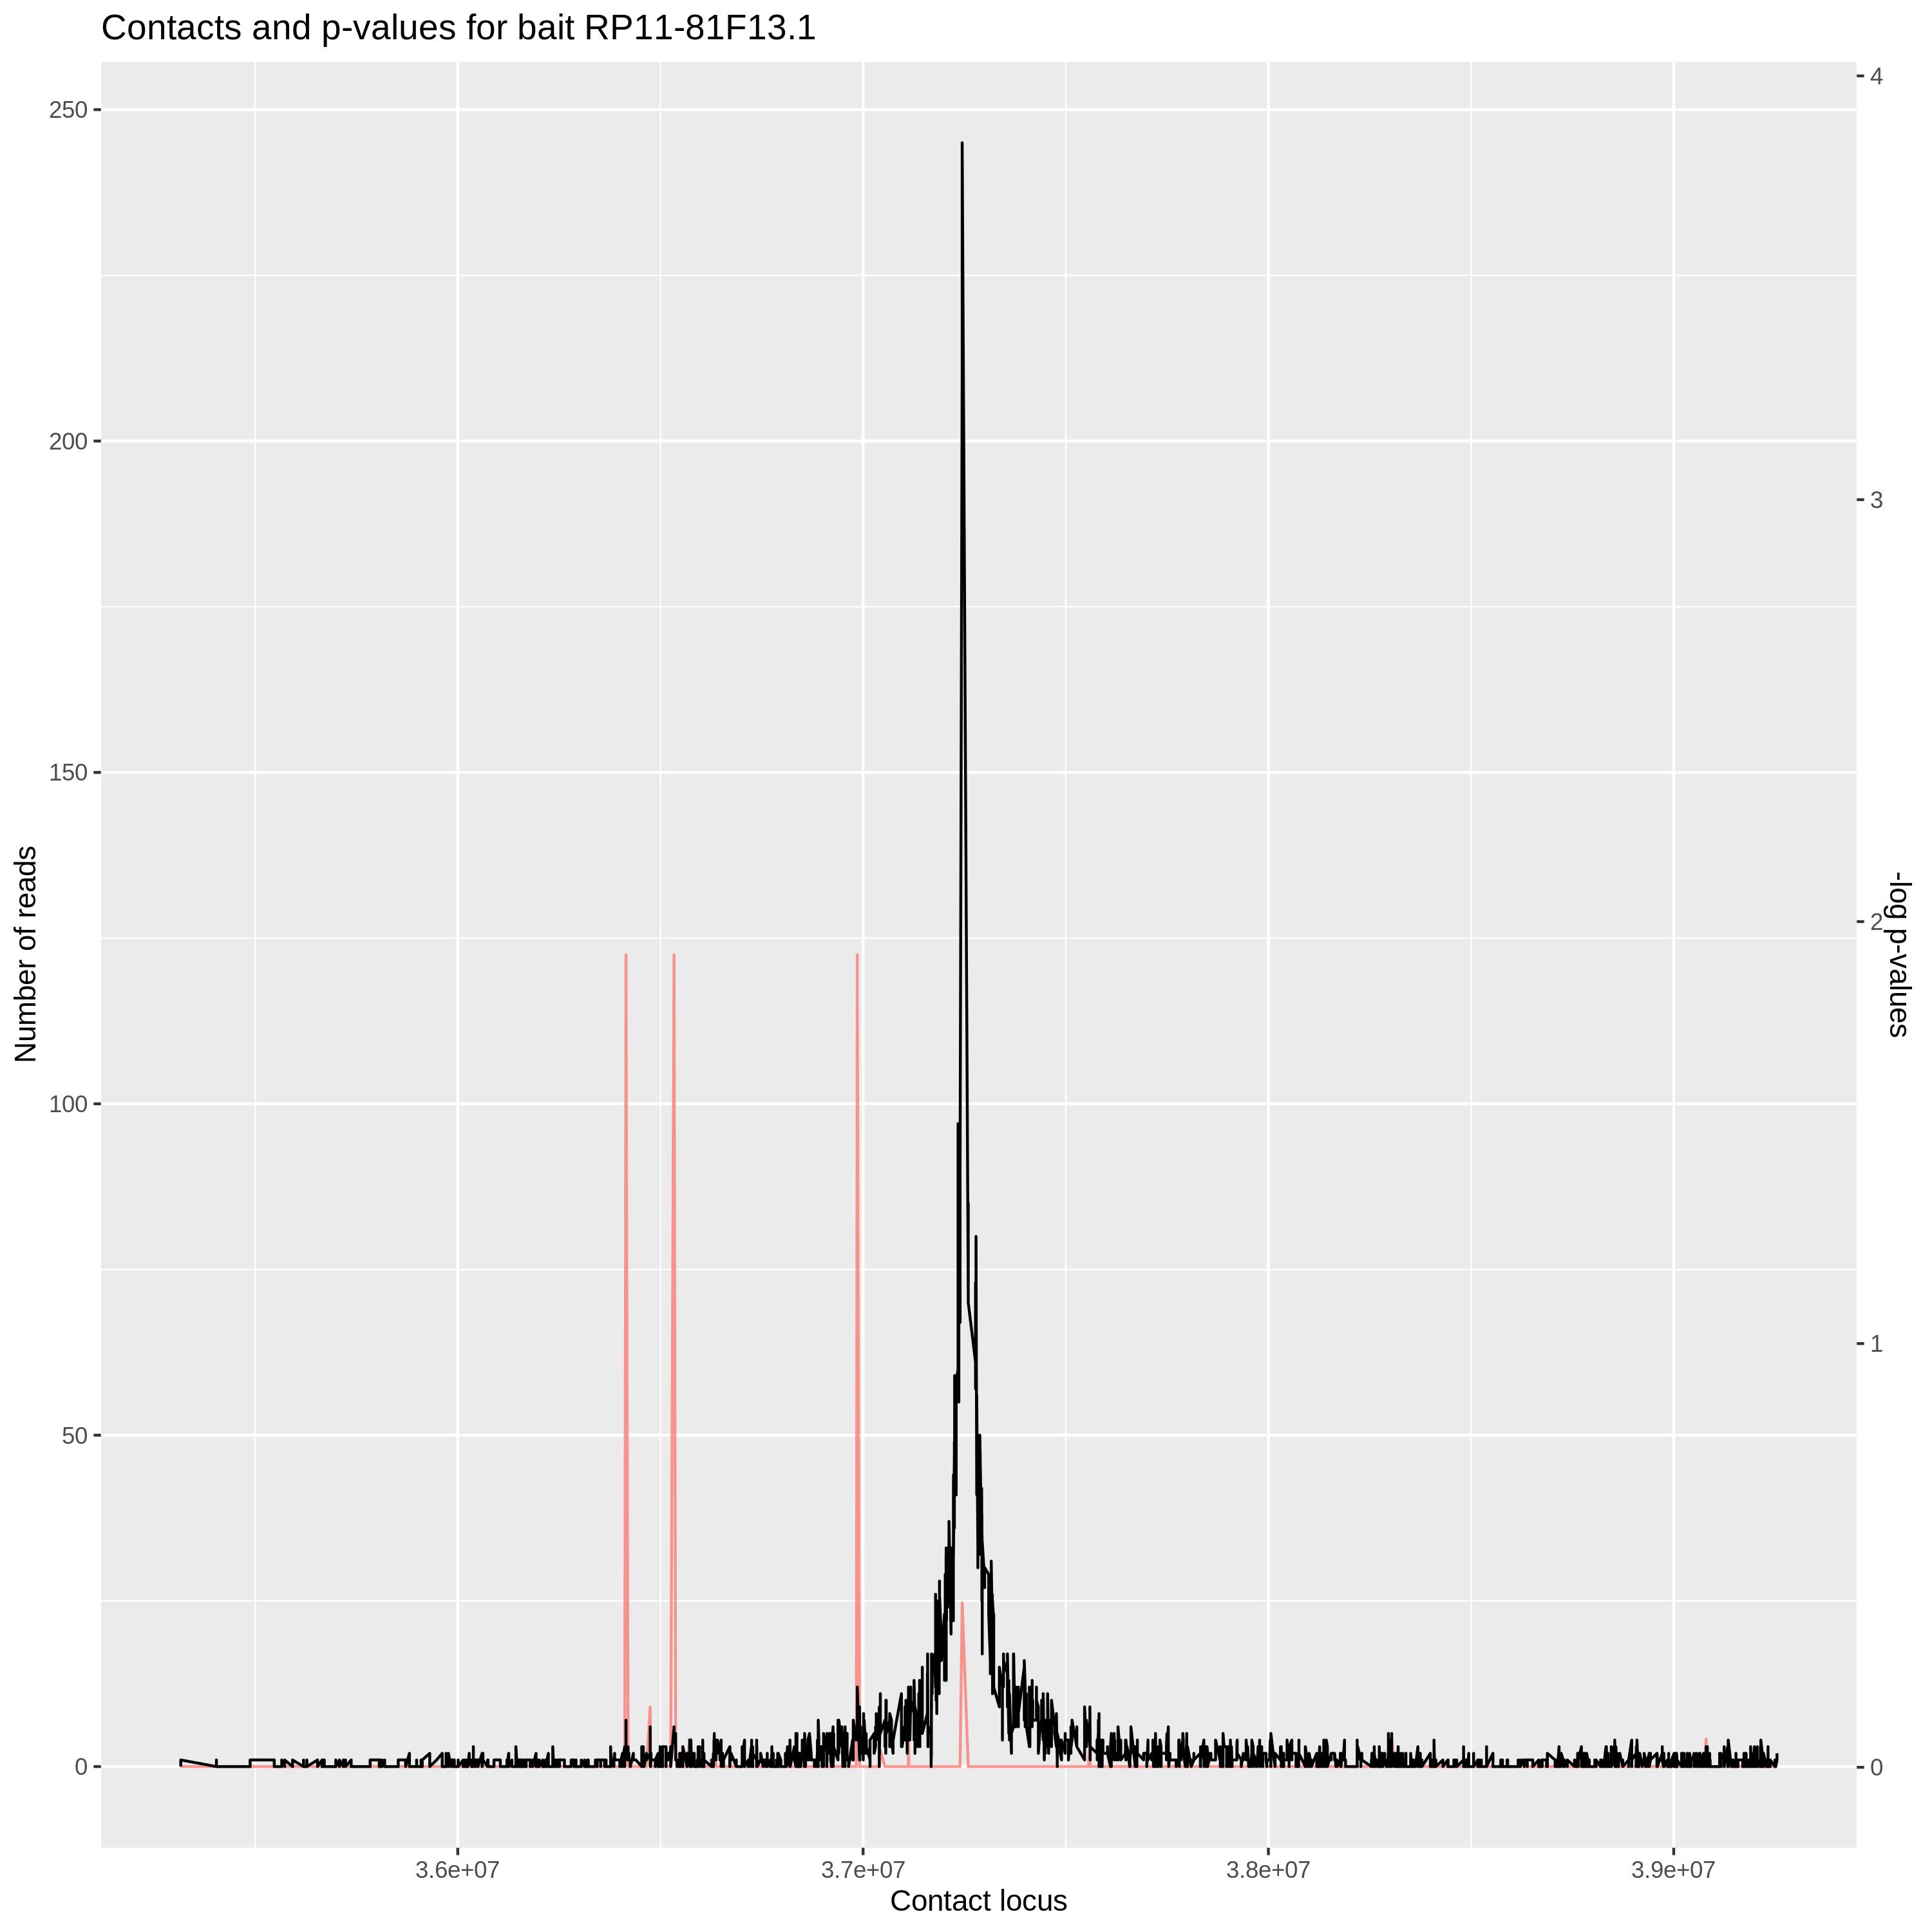 Contacts and p-values for bait RP11-81F13.1
250
200
150
100
50
0
Number of reads
4
3
2
1
0
-log p-values
3.6e+07 3.7e+07 3.8e+07 3.9e+07
Contact locus